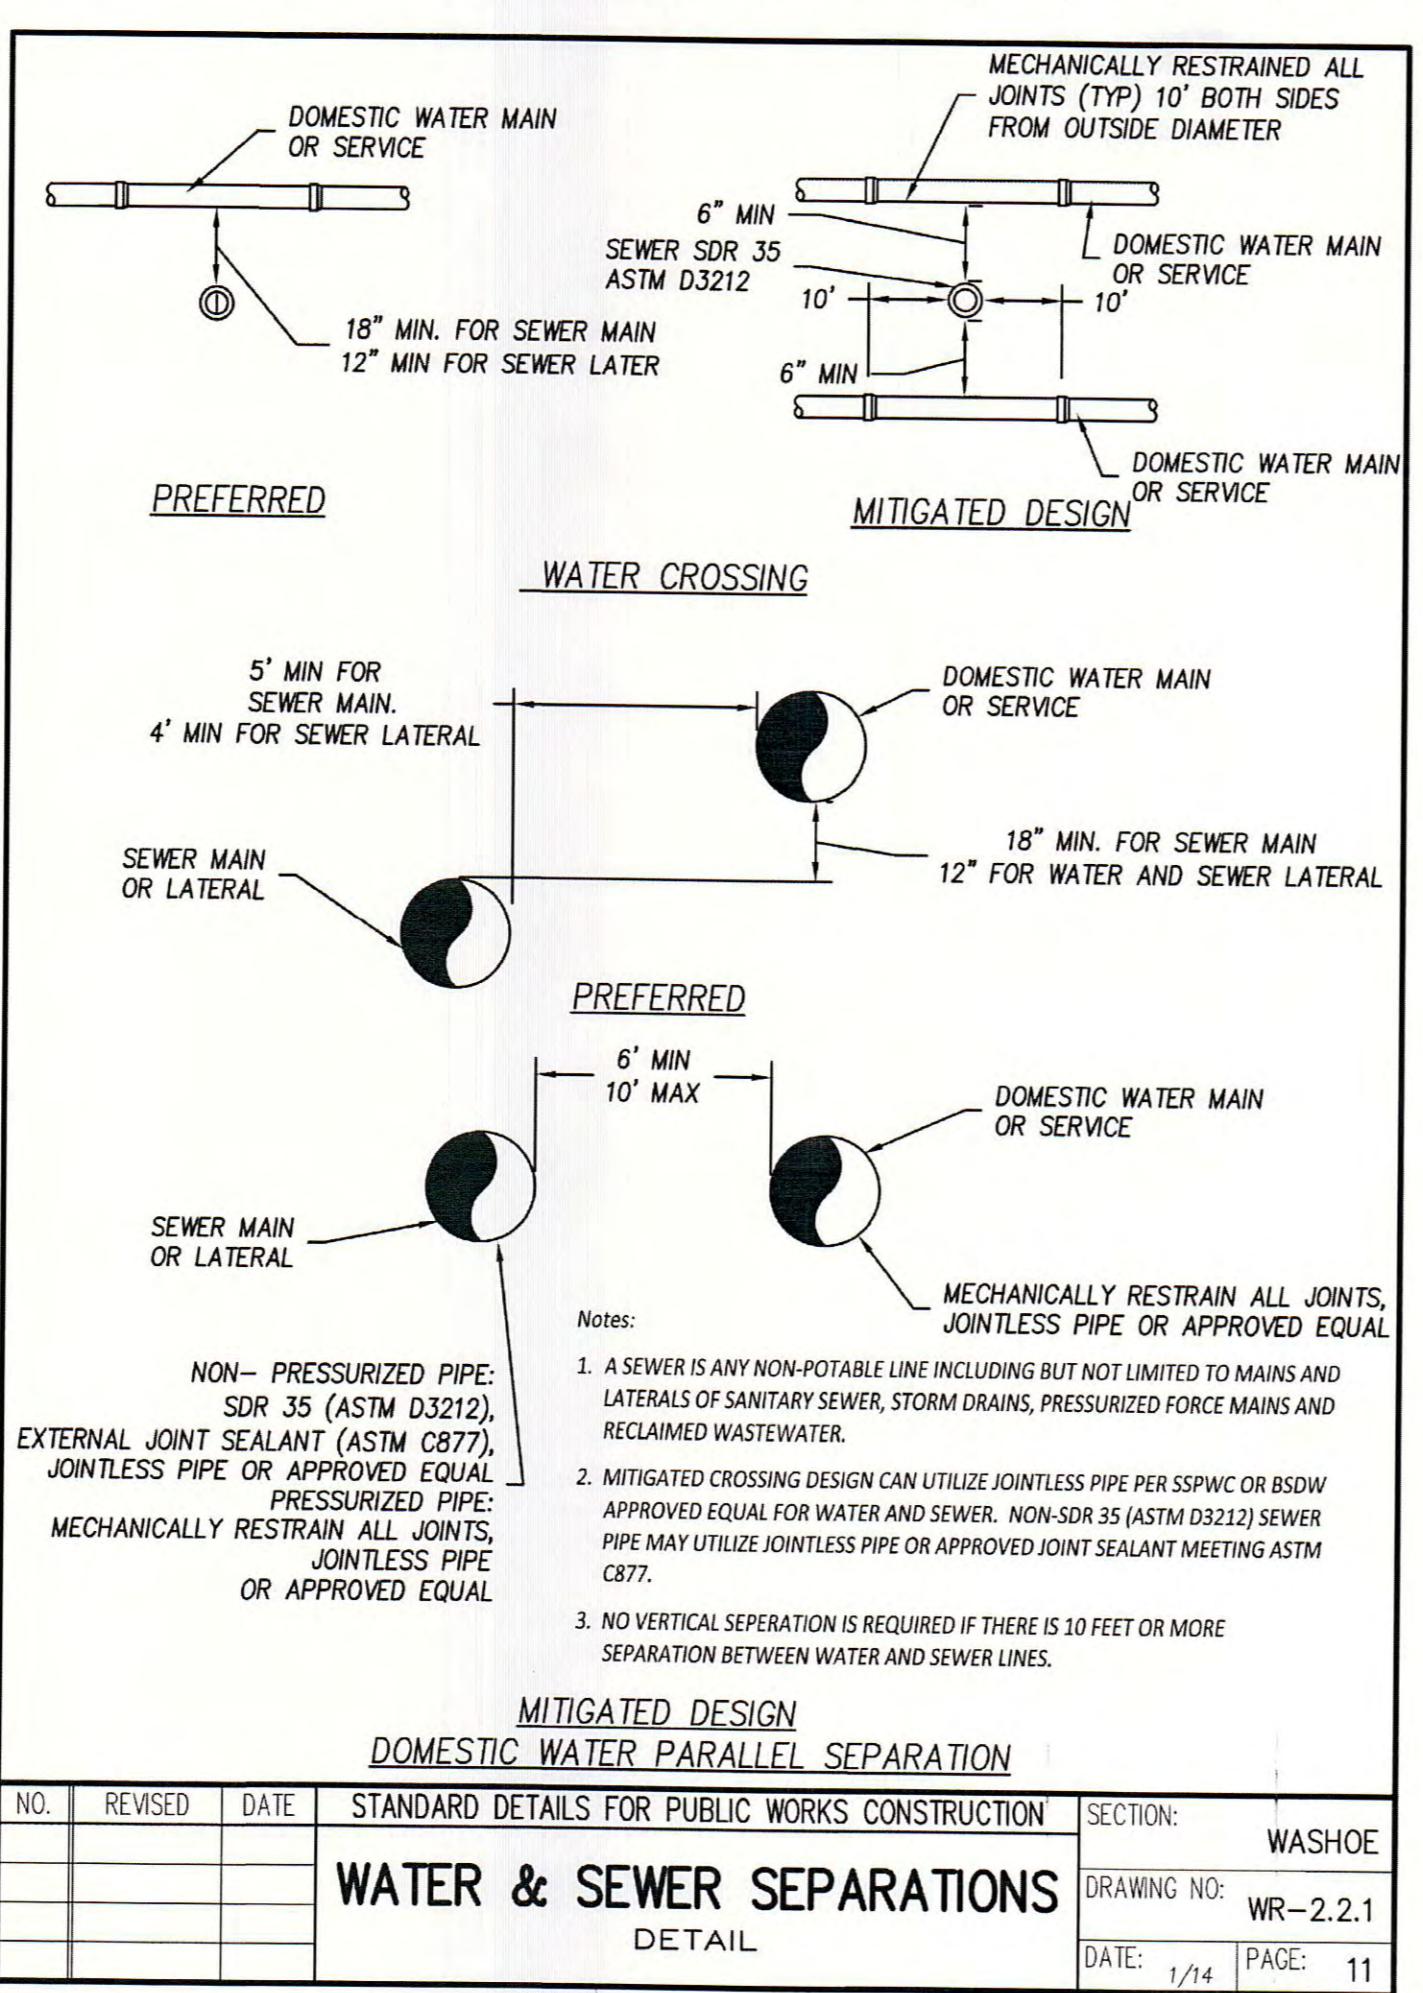 DOMESTIC WATER MAIN
OR SERVICE
18" MIN. FOR SEWER MAIN
12" MIN FOR SEWER LATER
PREFERRED
MECHANICALLY RESTRAINED ALL
JOINTS (TYP) 10' BOTH SIDES
FROM OUTSIDE DIAMETER
6" MIN
SEWER SDR 35
ASTM D3212
DOMESTIC WATER MAIN
OR SERVICE
10'
10'
6" MIN
DOMESTIC WATER MAIN
OR SERVICE
MITIGATED DESIGN
WATER CROSSING
5' MIN FOR
SEWER MAIN.
4' MIN FOR SEWER LATERAL
DOMESTIC WATER MAIN
OR SERVICE
SEWER MAIN
OR LATERAL
18" MIN. FOR SEWER MAIN
12" FOR WATER AND SEWER LATERAL
PREFERRED
6' MIN
10' MAX
DOMESTIC WATER MAIN
OR SERVICE
SEWER MAIN
OR LATERAL
MECHANICALLY RESTRAIN ALL JOINTS,
JOINTLESS PIPE OR APPROVED EQUAL
NON- PRESSURIZED PIPE:
SDR 35 (ASTM D3212),
EXTERNAL JOINT SEALANT (ASTM C877),
JOINTLESS PIPE OR APPROVED EQUAL
PRESSURIZED PIPE:
MECHANICALLY RESTRAIN ALL JOINTS,
JOINTLESS PIPE
OR APPROVED EQUAL
Notes:
1. A SEWER IS ANY NON-POTABLE LINE INCLUDING BUT NOT LIMITED TO MAINS AND
LATERALS OF SANITARY SEWER, STORM DRAINS, PRESSURIZED FORCE MAINS AND
RECLAIMED WASTEWATER.
2. MITIGATED CROSSING DESIGN CAN UTILIZE JOINTLESS PIPE PER SSPWC OR BSDW
APPROVED EQUAL FOR WATER AND SEWER. NON-SDR 35 (ASTM D3212) SEWER
PIPE MAY UTILIZE JOINTLESS PIPE OR APPROVED JOINT SEALANT MEETING ASTM
C877.
3. NO VERTICAL SEPERATION IS REQUIRED IF THERE IS 10 FEET OR MORE
SEPARATION BETWEEN WATER AND SEWER LINES.
MITIGATED DESIGN
DOMESTIC WATER PARALLEL SEPARATION
NO. REVISED DATE
STANDARD DETAILS FOR PUBLIC WORKS CONSTRUCTION
WATER & SEWER SEPARATIONS
DETAIL
SECTION:
WASHOE
DRAWING NO:
WR-2.2.1
DATE: 1/14 PAGE: 11